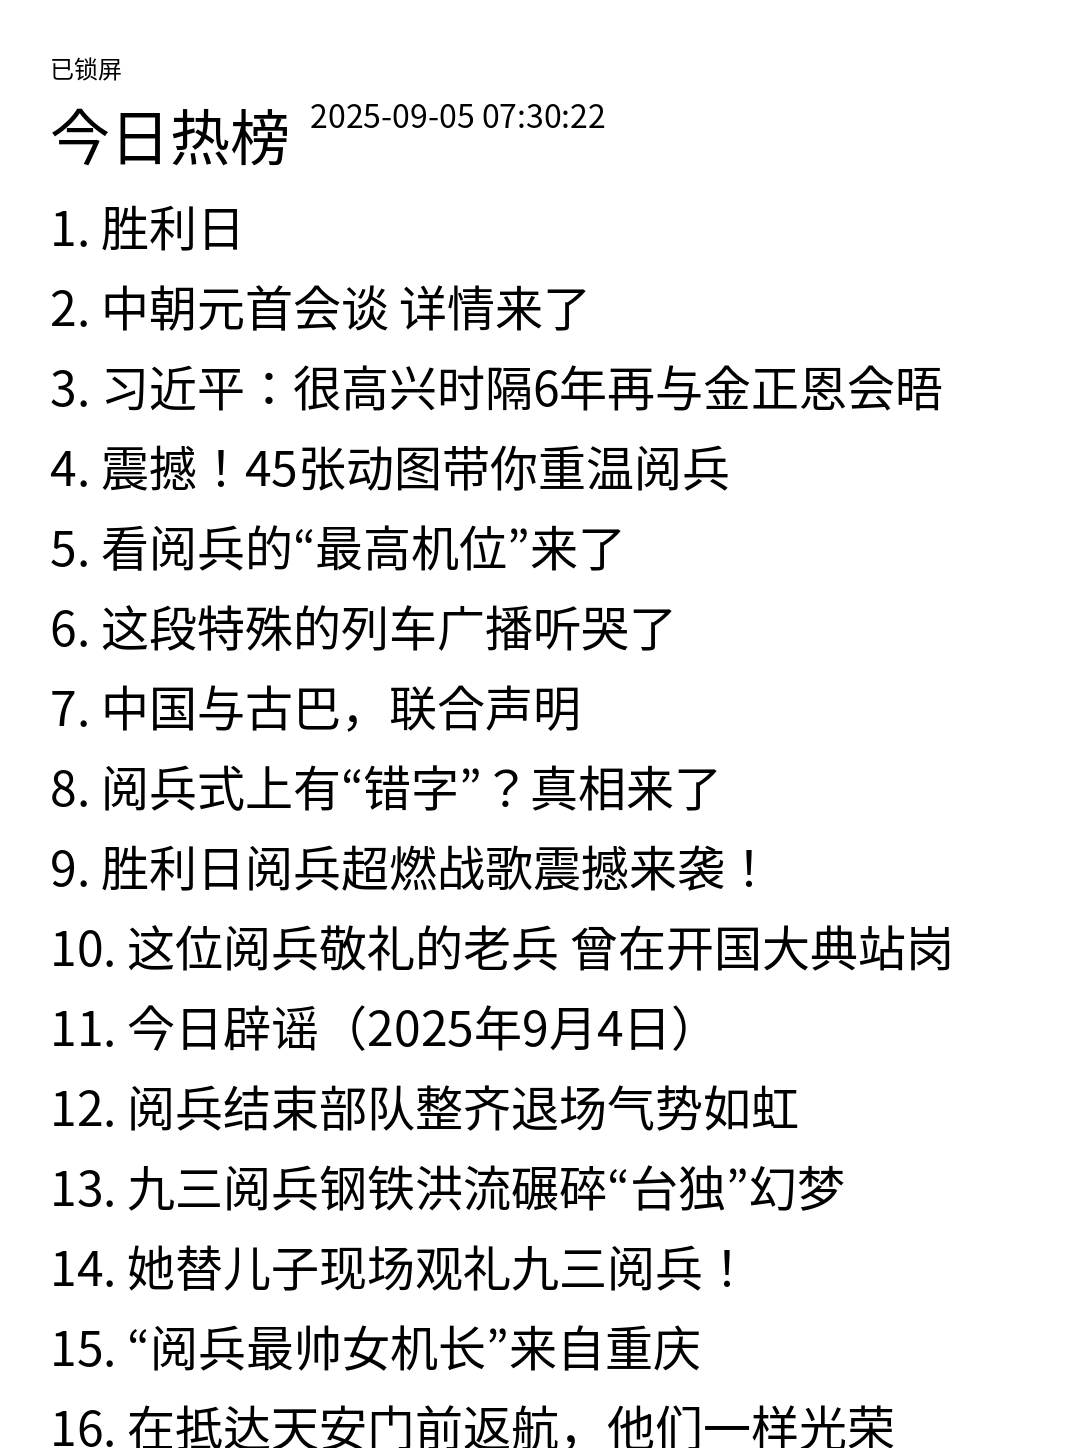 已锁屏
今日热榜 2025-09-05 07:30:22
1. 胜利日
2. 中朝元首会谈 详情来了
3. 习近平：很高兴时隔6年再与金正恩会晤
4. 震撼！45张动图带你重温阅兵
5. 看阅兵的“最高机位”来了
6. 这段特殊的列车广播听哭了
7. 中国与古巴，联合声明
8. 阅兵式上有“错字”？真相来了
9. 胜利日阅兵超燃战歌震撼来袭！
10. 这位阅兵敬礼的老兵 曾在开国大典站岗
11. 今日辟谣（2025年9月4日）
12. 阅兵结束部队整齐退场气势如虹
13. 九三阅兵钢铁洪流碾碎“台独”幻梦
14. 她替儿子现场观礼九三阅兵！
15. “阅兵最帅女机长”来自重庆
16. 在抵达天安门前返航，他们一样光荣